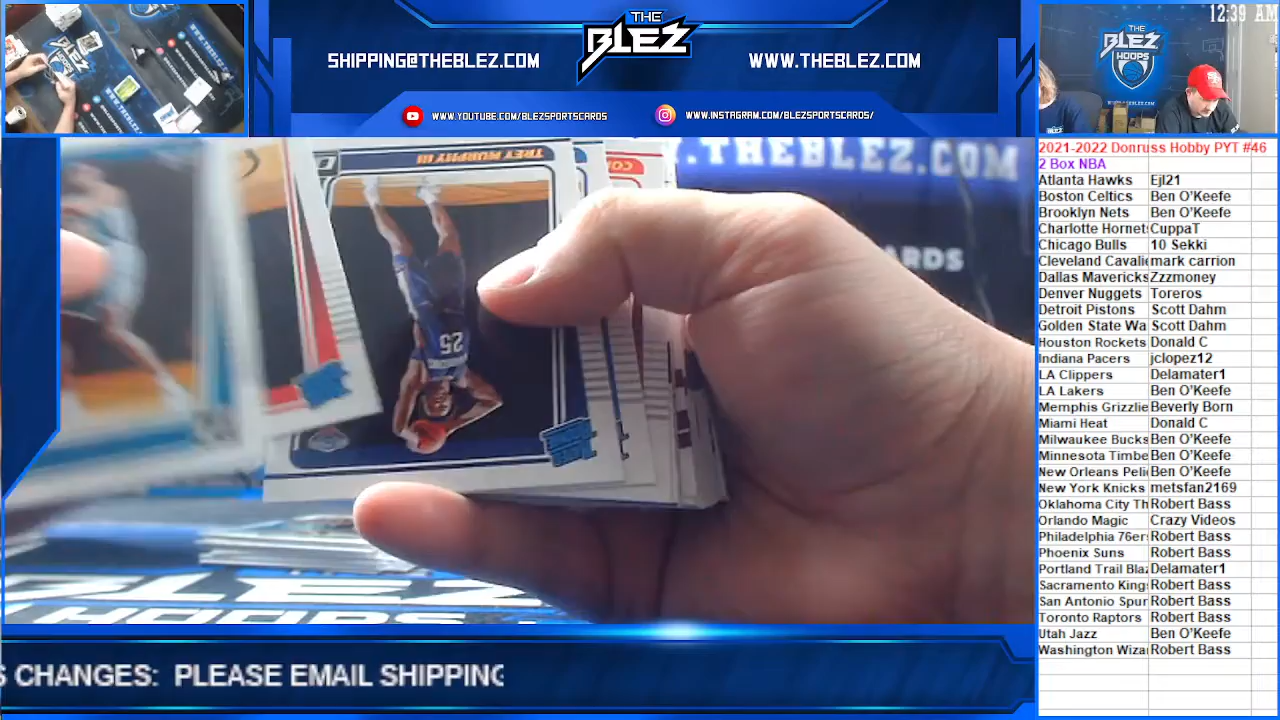 12:39 AM
THE
BLEZ
SHIPPING@THEBLEZ.COM
WWW.THEBLEZ.COM
WWW.YOUTUBE.COM/BLEZSPORTSCARDS
WWW.INSTAGRAM.COM/BLEZSPORTSCARDS/
THE
BLEZ
HOOPS
TREY MURPHY III
25
.THEBLEZ.COM
CARDS
BLEZ
HOOPS
S CHANGES: PLEASE EMAIL SHIPPING
2021-2022 Donruss Hobby PYT #46
2 Box NBA
Atlanta Hawks Ejl21
Boston Celtics Ben O'Keefe
Brooklyn Nets Ben O'Keefe
Charlotte Hornets CuppaT
Chicago Bulls 10 Sekki
Cleveland Cavalie mark carrion
Dallas Mavericks Zzzmoney
Denver Nuggets Toreros
Detroit Pistons Scott Dahm
Golden State Wa Scott Dahm
Houston Rockets Donald C
Indiana Pacers jclopez12
LA Clippers Delamater1
LA Lakers Ben O'Keefe
Memphis Grizzlie Beverly Born
Miami Heat Donald C
Milwaukee Bucks Ben O'Keefe
Minnesota Timbe Ben O'Keefe
New Orleans Peli Ben O'Keefe
New York Knicks metsfan2169
Oklahoma City Th Robert Bass
Orlando Magic Crazy Videos
Philadelphia 76er Robert Bass
Phoenix Suns Robert Bass
Portland Trail Blaz Delamater1
Sacramento King Robert Bass
San Antonio Spur Robert Bass
Toronto Raptors Robert Bass
Utah Jazz Ben O'Keefe
Washington Wiza Robert Bass